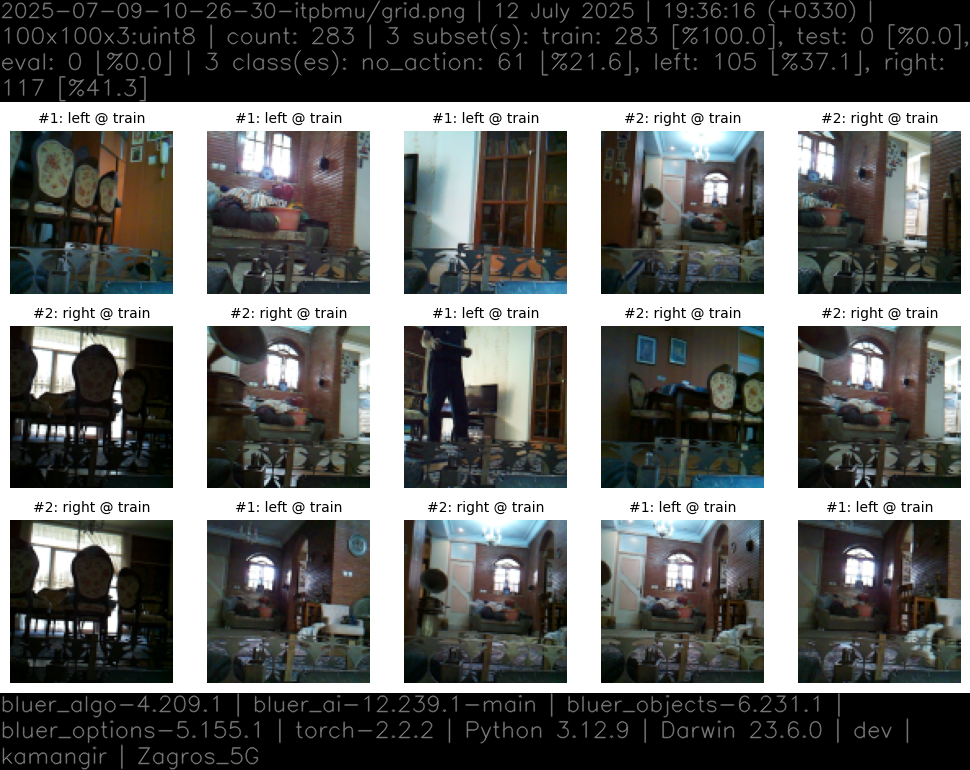 2025-07-09-10-26-30-itpbmu/grid.png | 12 July 2025 | 19:36:16 (+0330) |
100x100x3:uint8 | count: 283 | 3 subset(s): train: 283 [%100.0], test: 0 [%0.0],
eval: 0 [%0.0] | 3 class(es): no_action: 61 [%21.6], left: 105 [%37.1], right:
117 [%41.3]
#1: left @ train #1: left @ train #1: left @ train #2: right @ train #2: right @ train
#2: right @ train #2: right @ train #1: left @ train #2: right @ train #2: right @ train
#2: right @ train #1: left @ train #2: right @ train #1: left @ train #1: left @ train
bluer_algo-4.209.1 | bluer_ai-12.239.1-main | bluer_objects-6.231.1 |
bluer_options-5.155.1 | torch-2.2.2 | Python 3.12.9 | Darwin 23.6.0 | dev |
kamangir | Zagros_5G